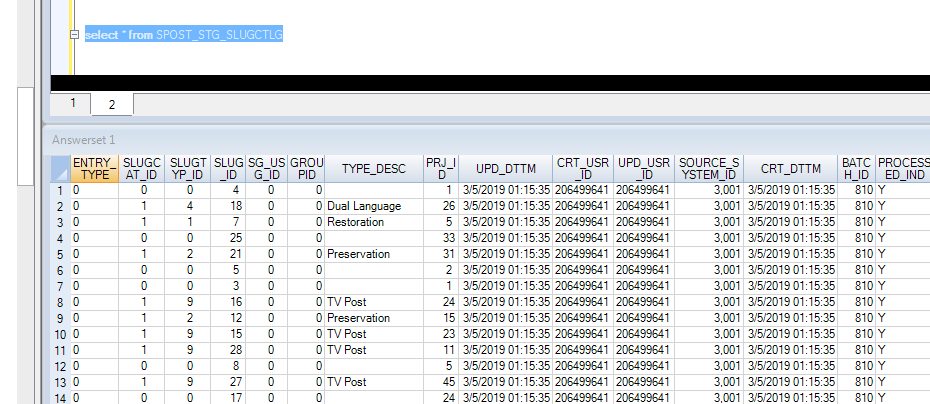 select * from SPOST_STG_SLUGCTLG
1 2
Answerset 1
ENTRY_TYPE SLUGCAT_ID SLUGTYP_ID SLUG_ID SG_USG_ID GROUPID TYPE_DESC PRJ_ID UPD_DTTM CRT_USR_ID UPD_USR_ID SOURCE_SYSTEM_ID CRT_DTTM BATCH_ID PROCESSED_IND
1 0 0 0 4 0 0 1 3/5/2019 01:15:35 206499641 206499641 3,001 3/5/2019 01:15:35 810 Y
2 0 1 4 18 0 0 Dual Language 26 3/5/2019 01:15:35 206499641 206499641 3,001 3/5/2019 01:15:35 810 Y
3 0 1 1 7 0 0 Restoration 5 3/5/2019 01:15:35 206499641 206499641 3,001 3/5/2019 01:15:35 810 Y
4 0 0 0 25 0 0 33 3/5/2019 01:15:35 206499641 206499641 3,001 3/5/2019 01:15:35 810 Y
5 0 1 2 21 0 0 Preservation 31 3/5/2019 01:15:35 206499641 206499641 3,001 3/5/2019 01:15:35 810 Y
6 0 0 0 5 0 0 2 3/5/2019 01:15:35 206499641 206499641 3,001 3/5/2019 01:15:35 810 Y
7 0 0 0 3 0 0 1 3/5/2019 01:15:35 206499641 206499641 3,001 3/5/2019 01:15:35 810 Y
8 0 1 9 16 0 0 TV Post 24 3/5/2019 01:15:35 206499641 206499641 3,001 3/5/2019 01:15:35 810 Y
9 0 1 2 12 0 0 Preservation 15 3/5/2019 01:15:35 206499641 206499641 3,001 3/5/2019 01:15:35 810 Y
10 0 1 9 15 0 0 TV Post 23 3/5/2019 01:15:35 206499641 206499641 3,001 3/5/2019 01:15:35 810 Y
11 0 1 9 28 0 0 TV Post 11 3/5/2019 01:15:35 206499641 206499641 3,001 3/5/2019 01:15:35 810 Y
12 0 0 0 8 0 0 5 3/5/2019 01:15:35 206499641 206499641 3,001 3/5/2019 01:15:35 810 Y
13 0 1 9 27 0 0 TV Post 45 3/5/2019 01:15:35 206499641 206499641 3,001 3/5/2019 01:15:35 810 Y
14 0 0 0 17 0 0 24 3/5/2019 01:15:35 206499641 206499641 3,001 3/5/2019 01:15:35 810 Y